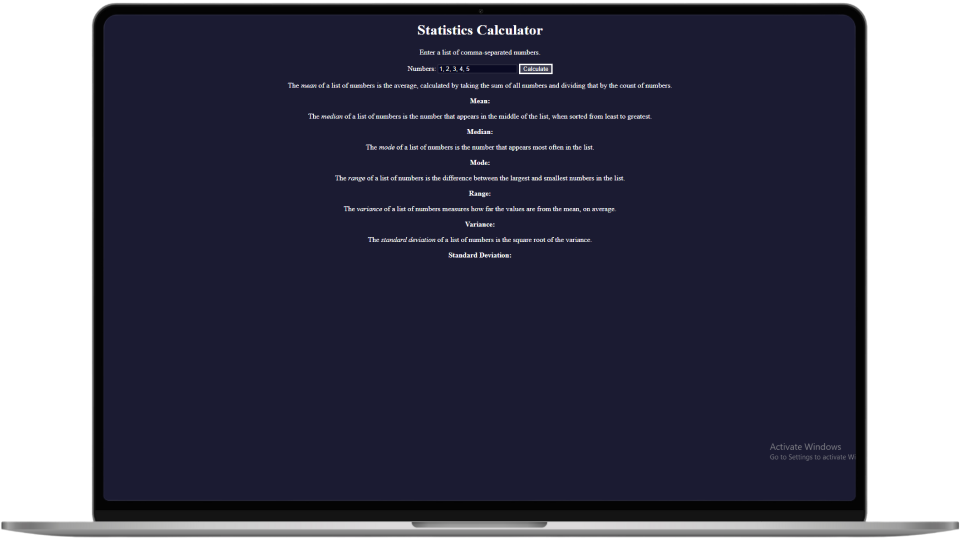 Statistics Calculator
Enter a list of comma-separated numbers.
Numbers: 1, 2, 3, 4, 5 Calculate
The mean of a list of numbers is the average, calculated by taking the sum of all numbers and dividing that by the count of numbers.
Mean:
The median of a list of numbers is the number that appears in the middle of the list, when sorted from least to greatest.
Median:
The mode of a list of numbers is the number that appears most often in the list.
Mode:
The range of a list of numbers is the difference between the largest and smallest numbers in the list.
Range:
The variance of a list of numbers measures how far the values are from the mean, on average.
Variance:
The standard deviation of a list of numbers is the square root of the variance.
Standard Deviation:
Activate Windows
Go to Settings to activate Wi